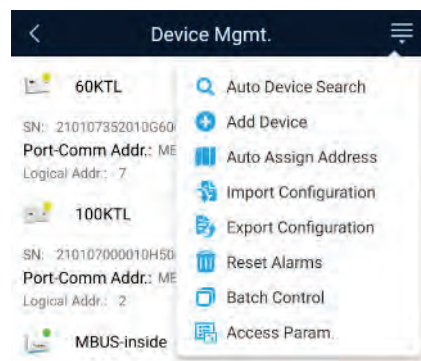 Device Mgmt.
60KTL
SN: 210107352010G60
Port-Comm Addr.: ME
Logical Addr.: 7
100KTL
SN: 210107000010H50
Port-Comm Addr.: ME
Logical Addr.: 2
MBUS-inside
Auto Device Search
Add Device
Auto Assign Address
Import Configuration
Export Configuration
Reset Alarms
Batch Control
Access Param.